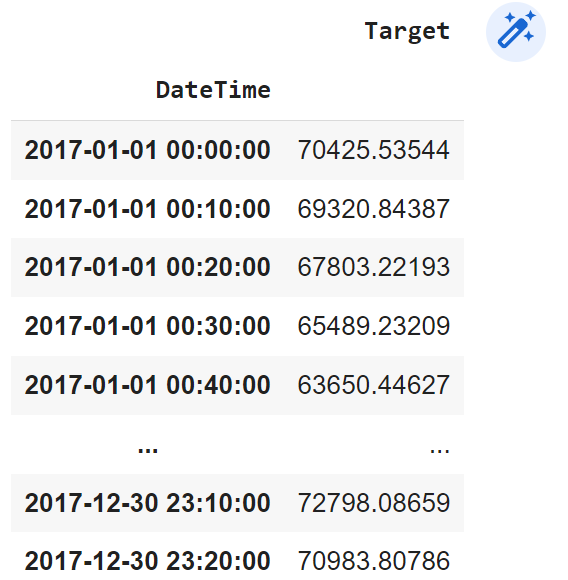 Target
DateTime
2017-01-01 00:00:00 70425.53544
2017-01-01 00:10:00 69320.84387
2017-01-01 00:20:00 67803.22193
2017-01-01 00:30:00 65489.23209
2017-01-01 00:40:00 63650.44627
... ...
2017-12-30 23:10:00 72798.08659
2017-12-30 23:20:00 70983.80786